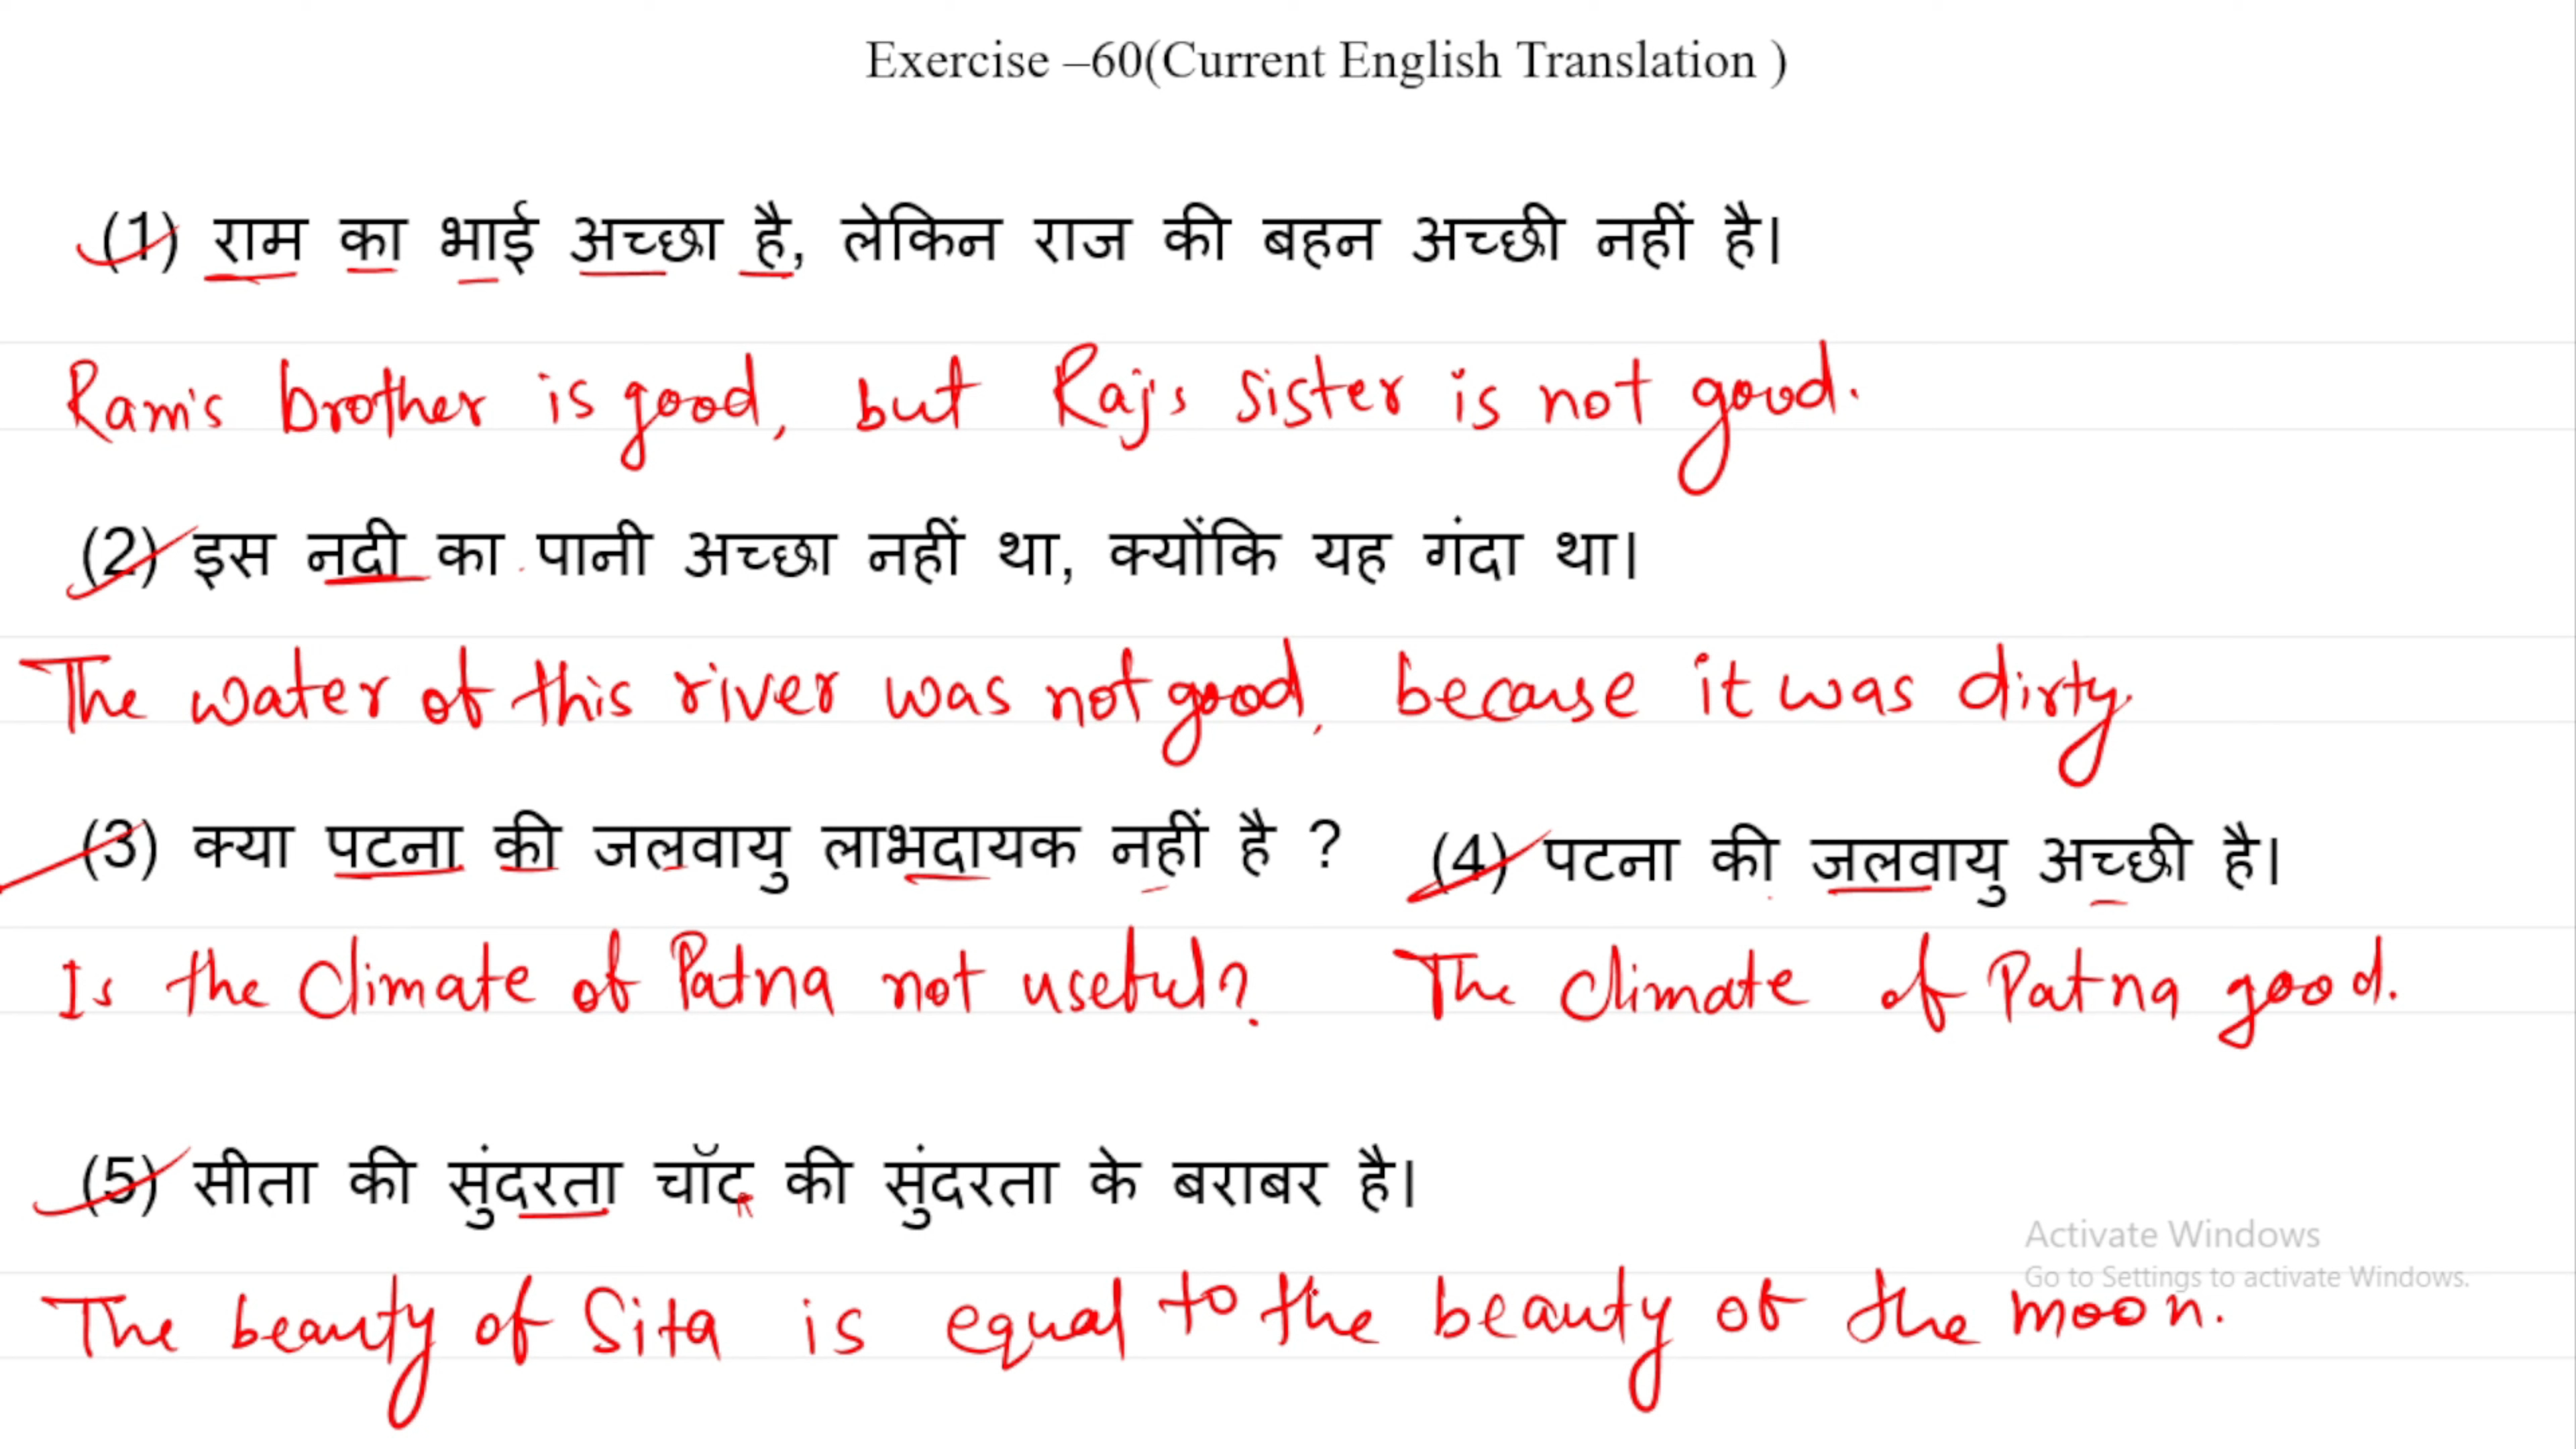 Exercise –60(Current English Translation )
(1) राम का भाई अच्छा है, लेकिन राज की बहन अच्छी नहीं है।
Ram's brother is good, but Raj's sister is not good.
(2) इस नदी का पानी अच्छा नहीं था, क्योंकि यह गंदा था।
The water of this river was not good, because it was dirty.
(3) क्या पटना की जलवायु लाभदायक नहीं है ? (4) पटना की जलवायु अच्छी है।
Is the Climate of Patna not useful? The Climate of Patna good.
(5) सीता की सुंदरता चाॅंद की सुंदरता के बराबर है।
Activate Windows
Go to Settings to activate Windows.
The beauty of Sita is equal to the beauty of the moon.